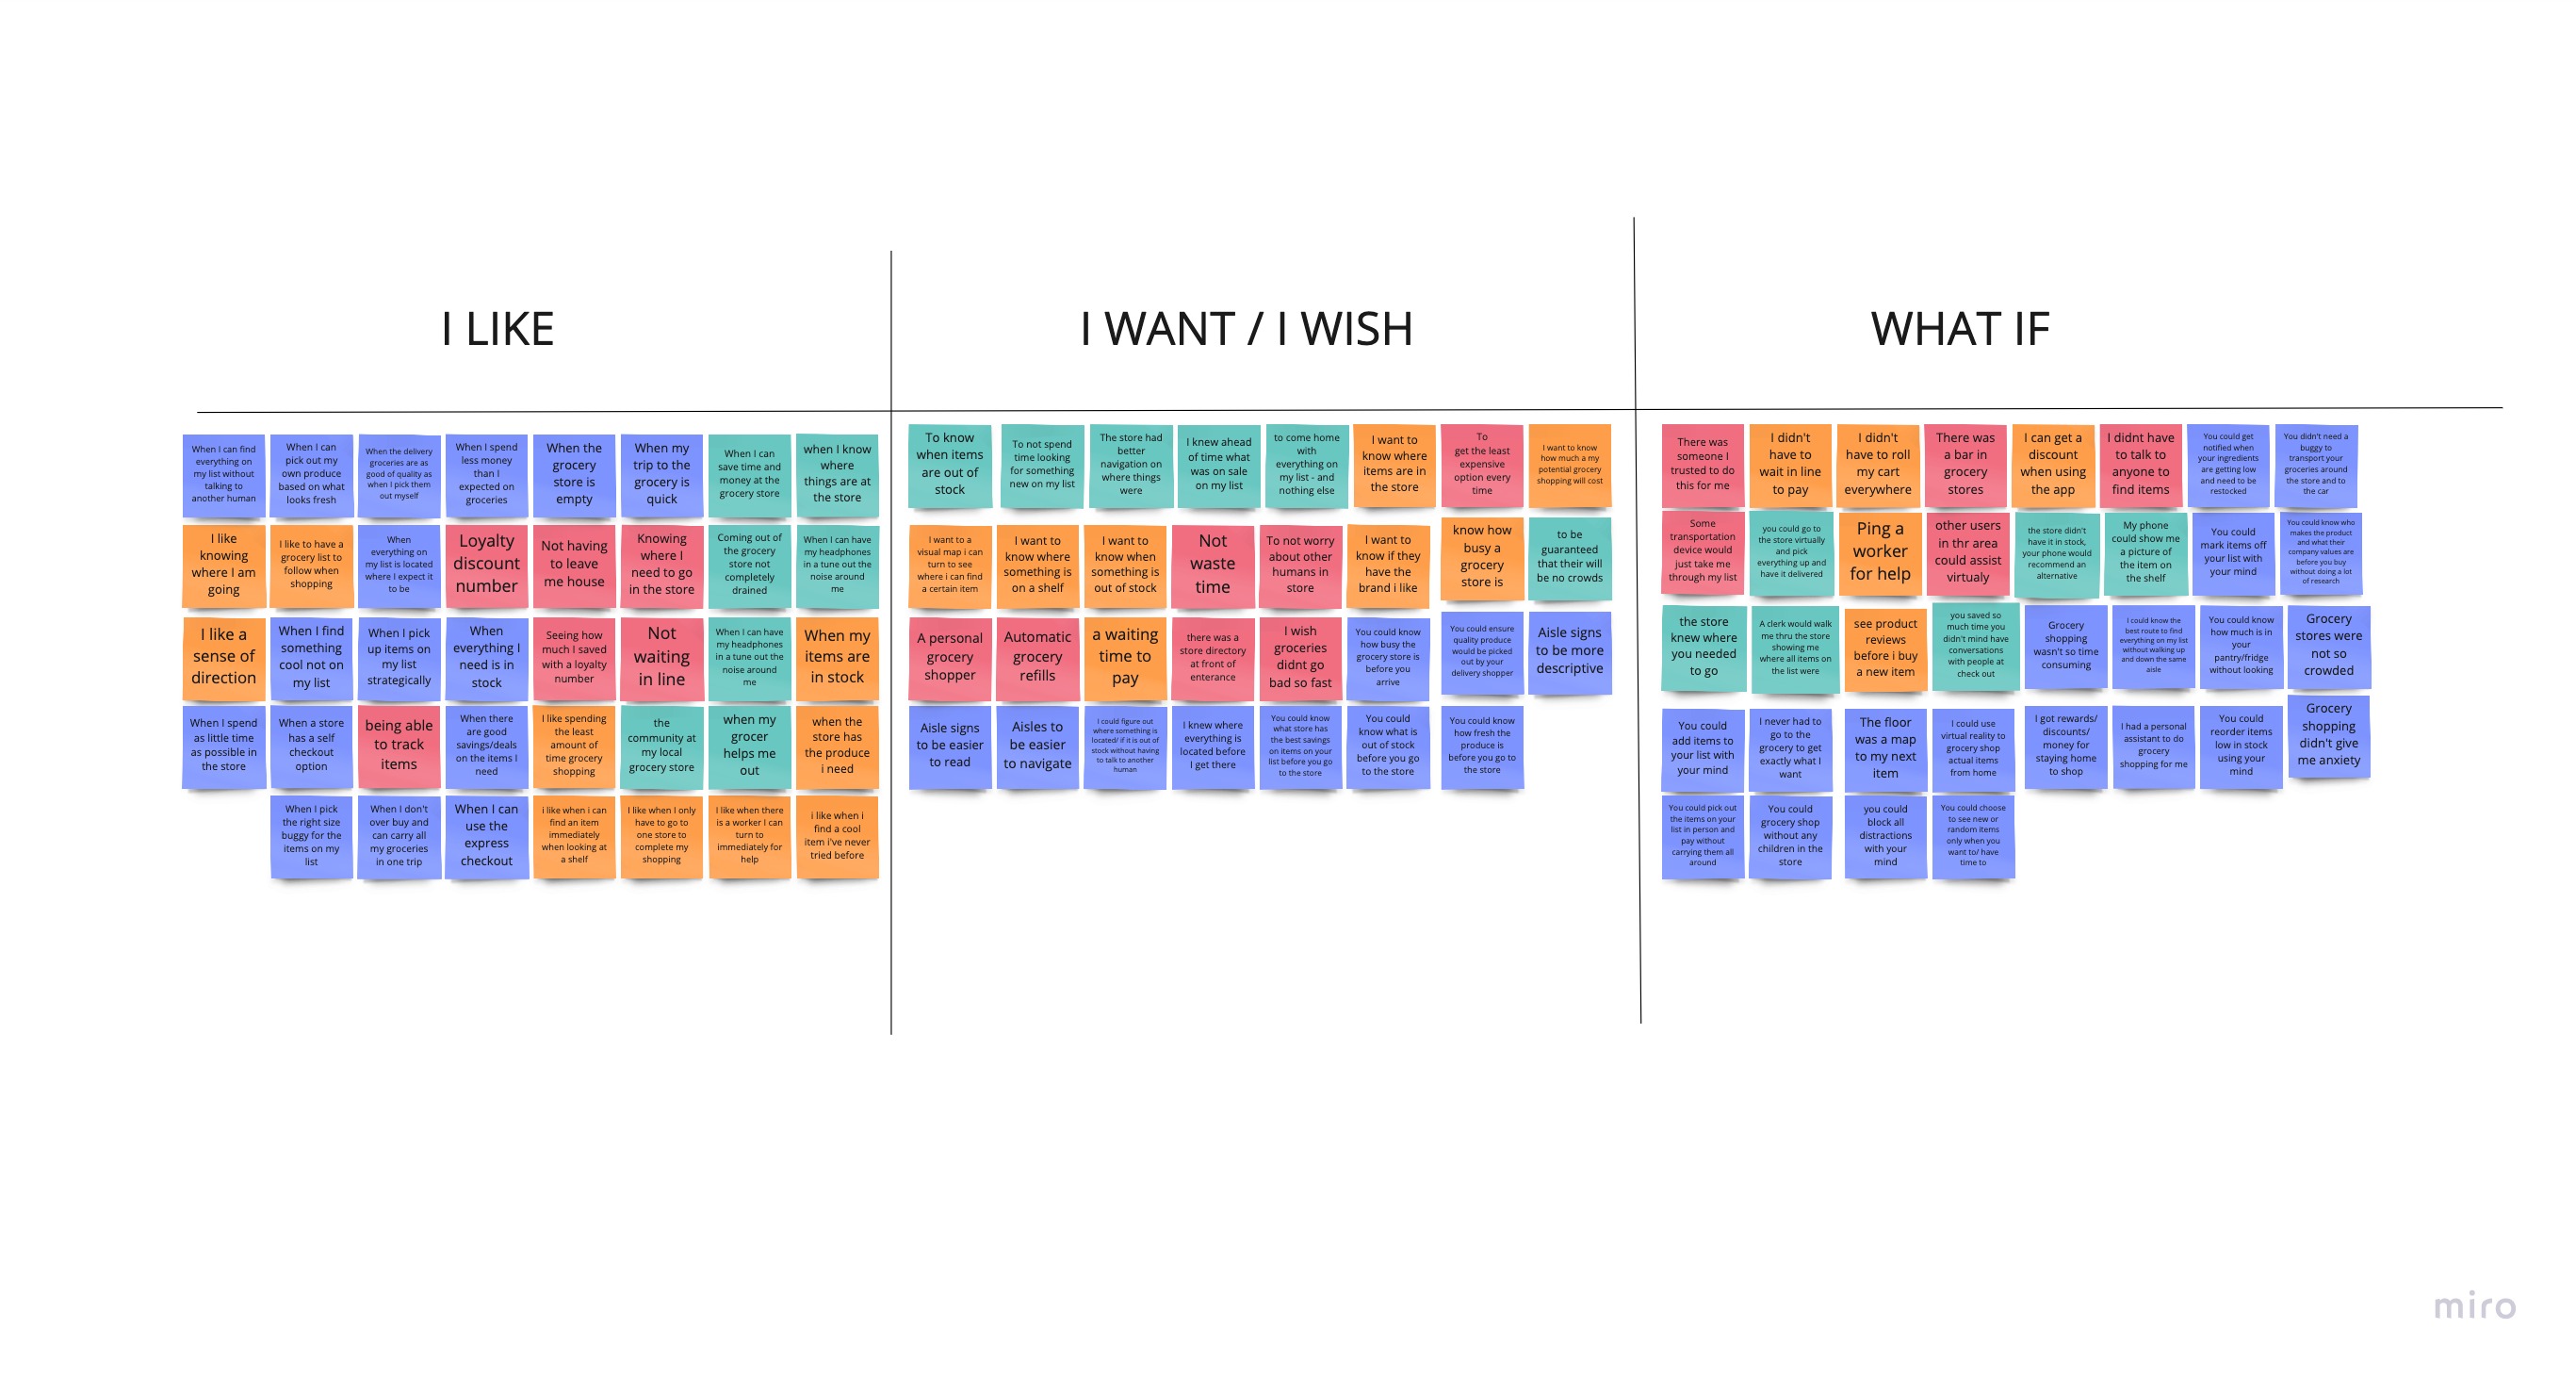 I LIKE
I WANT / I WISH
WHAT IF
When I can find
everything on
my list without
talking to
another human
When I can
pick out my
own produce
based on what
looks fresh
When the delivery
groceries are as
good of quality as
when I pick them
out myself
When I spend
less money
than I
expected on
groceries
When the
grocery
store is
empty
When my
trip to the
grocery is
quick
When I can
save time and
money at the
grocery store
when I know
where
things are at
the store
I like
knowing
where I am
going
I like to have a
grocery list to
follow when
shopping
When
everything on
my list is located
where I expect it
to be
Loyalty
discount
number
Not having
to leave
me house
Knowing
where I
need to go
in the store
Coming out of
the grocery
store not
completely
drained
When I can have
my headphones
in a tune out the
noise around
me
I like a
sense of
direction
When I find
something
cool not on
my list
When I pick
up items on
my list
strategically
When
everything I
need is in
stock
Seeing how
much I saved
with a loyalty
number
Not
waiting
in line
When I can have
my headphones
in a tune out the
noise around
me
When my
items are
in stock
When I spend
as little time
as possible in
the store
When a store
has a self
checkout
option
being able
to track
items
When there
are good
savings/deals
on the items I
need
I like spending
the least
amount of
time grocery
shopping
the
community at
my local
grocery store
when my
grocer
helps me
out
when the
store has
the produce
i need
When I pick
the right size
buggy for the
items on my
list
When I don't
over buy and
can carry all
my groceries
in one trip
When I can
use the
express
checkout
i like when i can
find an item
immediately
when looking at
a shelf
I like when I only
have to go to
one store to
complete my
shopping
I like when there
is a worker I can
turn to
immediately for
help
i like when i
find a cool
item i've never
tried before
To know
when items
are out of
stock
To not spend
time looking
for something
new on my list
The store had
better
navigation on
where things
were
I knew ahead
of time what
was on sale
on my list
to come home
with
everything on
my list - and
nothing else
I want to
know where
items are in
the store
To
get the least
expensive
option every
time
I want to know
how much a my
potential grocery
shopping will cost
I want to a
visual map i can
turn to see
where i can find
a certain item
I want to
know where
something is
on a shelf
I want to
know when
something is
out of stock
Not
waste
time
To not worry
about other
humans in
store
I want to
know if they
have the
brand i like
know how
busy a
grocery
store is
to be
guaranteed
that their will
be no crowds
A personal
grocery
shopper
Automatic
grocery
refills
a waiting
time to
pay
there was a
store directory
at front of
enterance
I wish
groceries
didnt go
bad so fast
You could know
how busy the
grocery store is
before you
arrive
You could ensure
quality produce
would be picked
out by your
delivery shopper
Aisle signs
to be more
descriptive
Aisle signs
to be easier
to read
Aisles to
be easier
to navigate
I could figure out
where something is
located/ if it is out of
stock without having
to talk to another
human
I knew where
everything is
located before
I get there
You could know
what store has
the best savings
on items on your
list before you go
to the store
You could
know what is
out of stock
before you go
to the store
You could know
how fresh the
produce is
before you go to
the store
There was
someone I
trusted to do
this for me
I didn't
have to
wait in line
to pay
I didn't
have to roll
my cart
everywhere
There was
a bar in
grocery
stores
I can get a
discount
when using
the app
I didnt have
to talk to
anyone to
find items
You could get
notified when
your ingredients
are getting low
and need to be
restocked
You didn't need a
buggy to
transport your
groceries around
the store and to
the car
Some
transportation
device would
just take me
through my list
you could go to
the store virtually
and pick
everything up and
have it delivered
Ping a
worker
for help
other users
in thr area
could assist
virtualy
the store didn't
have it in stock,
your phone would
recommend an
alternative
My phone
could show me
a picture of
the item on
the shelf
You could
mark items off
your list with
your mind
You could know who
makes the product
and what their
company values are
before you buy
without doing a lot
of research
the store
knew where
you needed
to go
A clerk would walk
me thru the store
showing me
where all items on
the list were
see product
reviews
before i buy
a new item
you saved so
much time you
didn't mind have
conversations
with people at
check out
Grocery
shopping
wasn't so time
consuming
I could know the
best route to find
everything on my list
without walking up
and down the same
aisle
You could know
how much is in
your
pantry/fridge
without looking
Grocery
stores were
not so
crowded
You could
add items to
your list with
your mind
I never had to
go to the
grocery to get
exactly what I
want
The floor
was a map
to my next
item
I could use
virtual reality to
grocery shop
actual items
from home
I got rewards/
discounts/
money for
staying home
to shop
I had a personal
assistant to do
grocery
shopping for me
You could
reorder items
low in stock
using your
mind
Grocery
shopping
didn't give
me anxiety
You could pick out
the items on your
list in person and
pay without
carrying them all
around
You could
grocery shop
without any
children in the
store
you could
block all
distractions
with your
mind
You could choose
to see new or
random items
only when you
want to/ have
time to
miro